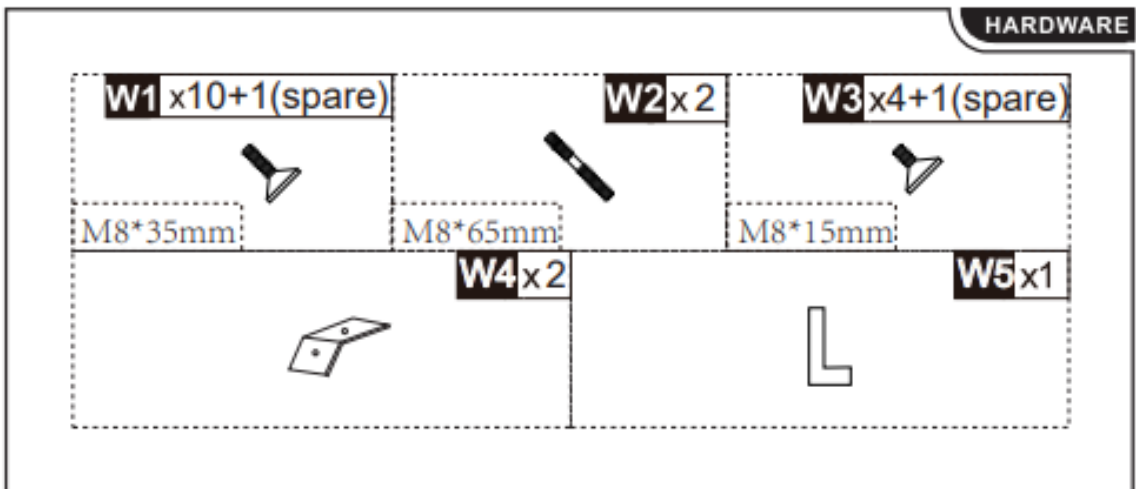 HARDWARE
W1 x10+1(spare)
W2 x 2
W3 x4+1(spare)
M8*35mm
M8*65mm
M8*15mm
W4 x 2
W5 x1